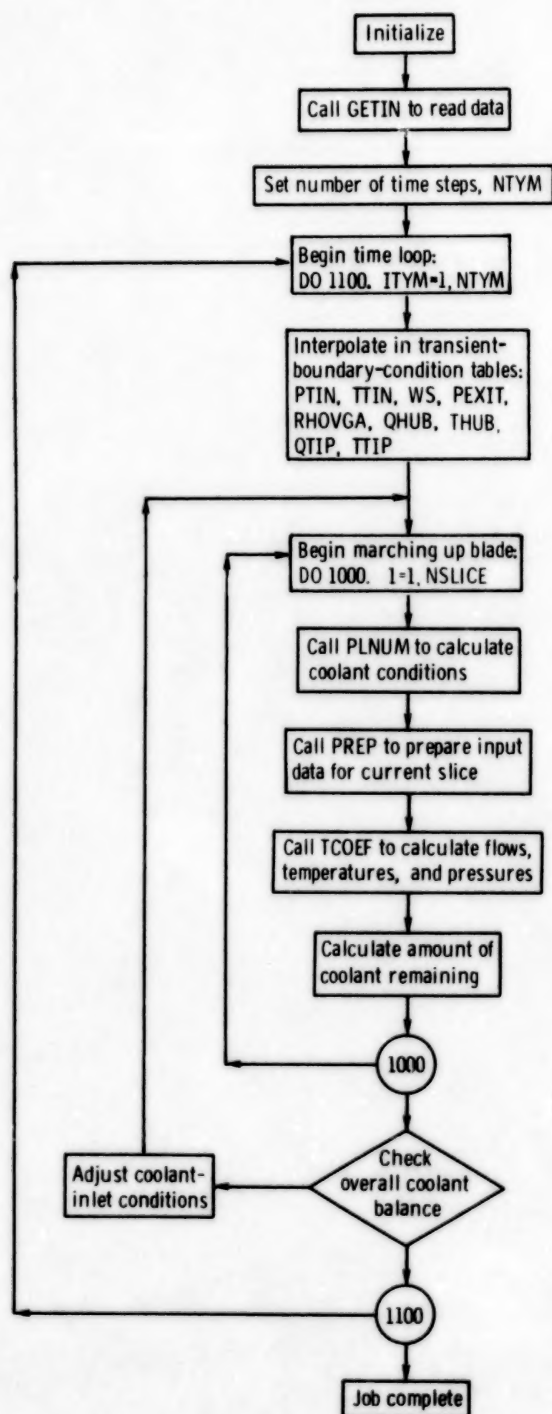 Initialize
Call GETIN to read data
Set number of time steps, NTYM
Begin time loop:
DO 1100. ITYM=1, NTYM
Interpolate in transient-
boundary-condition tables:
PTIN, TTIN, WS, PEXIT,
RHOVGA, QHUB, THUB,
QTIP, TTIP
Begin marching up blade:
DO 1000. I=1, NSLICE
Call PLNUM to calculate
coolant conditions
Call PREP to prepare input
data for current slice
Call TCOEF to calculate flows,
temperatures, and pressures
Calculate amount of
coolant remaining
1000
Check
overall coolant
balance
Adjust coolant-
inlet conditions
1100
Job complete